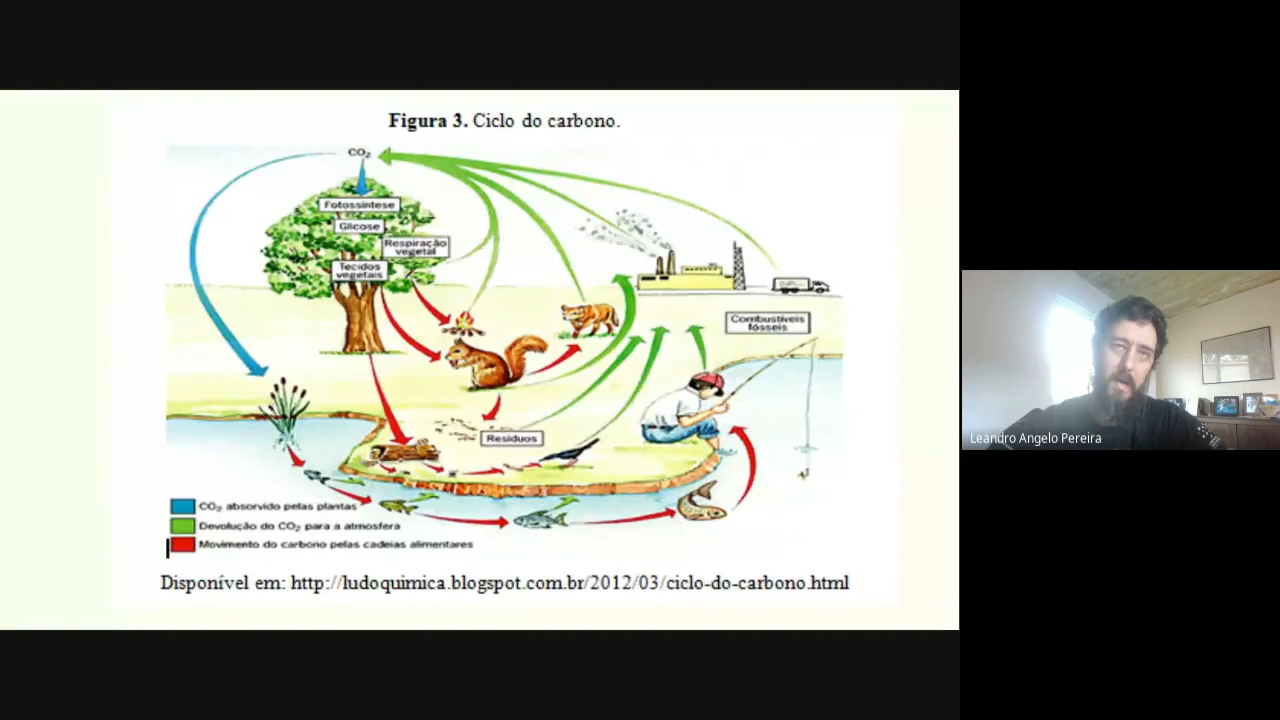 Figura 3. Ciclo do carbono.
CO₂
Fotossíntese
Glicose
Respiração
vegetal
Tecidos
vegetais
Combustíveis
fósseis
Resíduos
CO₂ absorvido pelas plantas
Devolução do CO₂ para a atmosfera
Movimento do carbono pelas cadeias alimentares
Disponível em: http://ludoquimica.blogspot.com.br/2012/03/ciclo-do-carbono.html
Leandro Angelo Pereira